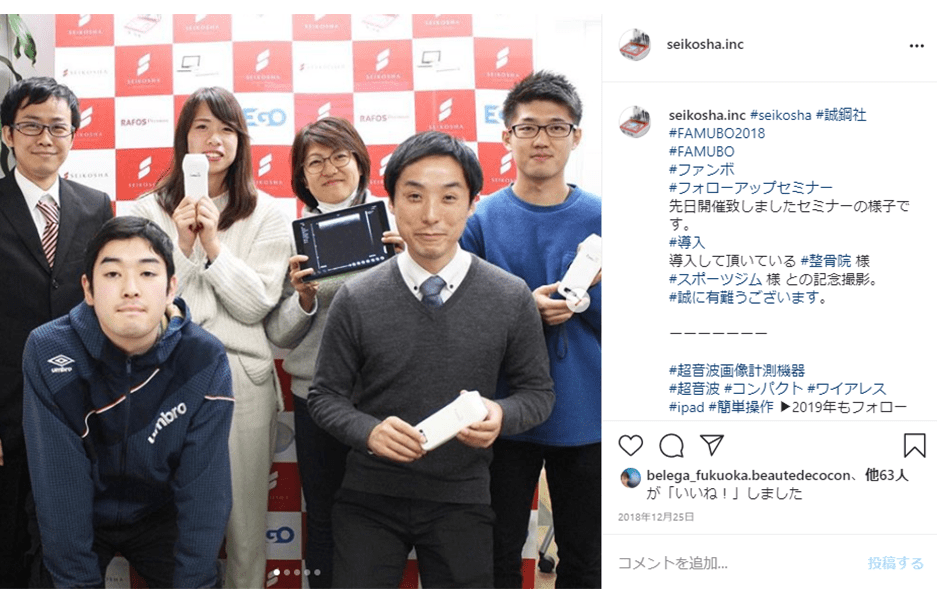 SEIKOSHA
SEIKOSHA
SEIKOSHA
SEIKOSHA
RAFOS
EGO
RAFOS
SEIKOSHA
umbro
umbro
GO
seikosha.inc
seikosha.inc #seikosha #誠鋼社
#FAMUBO2018
#FAMUBO
#ファンボ
#フォローアップセミナー
先日開催致しましたセミナーの様子で
す。
#導入
導入して頂いている #整骨院 様
#スポーツジム 様 との記念撮影。
#誠に有難うございます。
ーーーーーーー
#超音波画像計測機器
#超音波 #コンパクト #ワイアレス
#ipad #簡単操作 ▶2019年もフォロー
belega_fukuoka.beautedecocon、他63人
が「いいね！」しました
2018年12月25日
コメントを追加...
投稿する